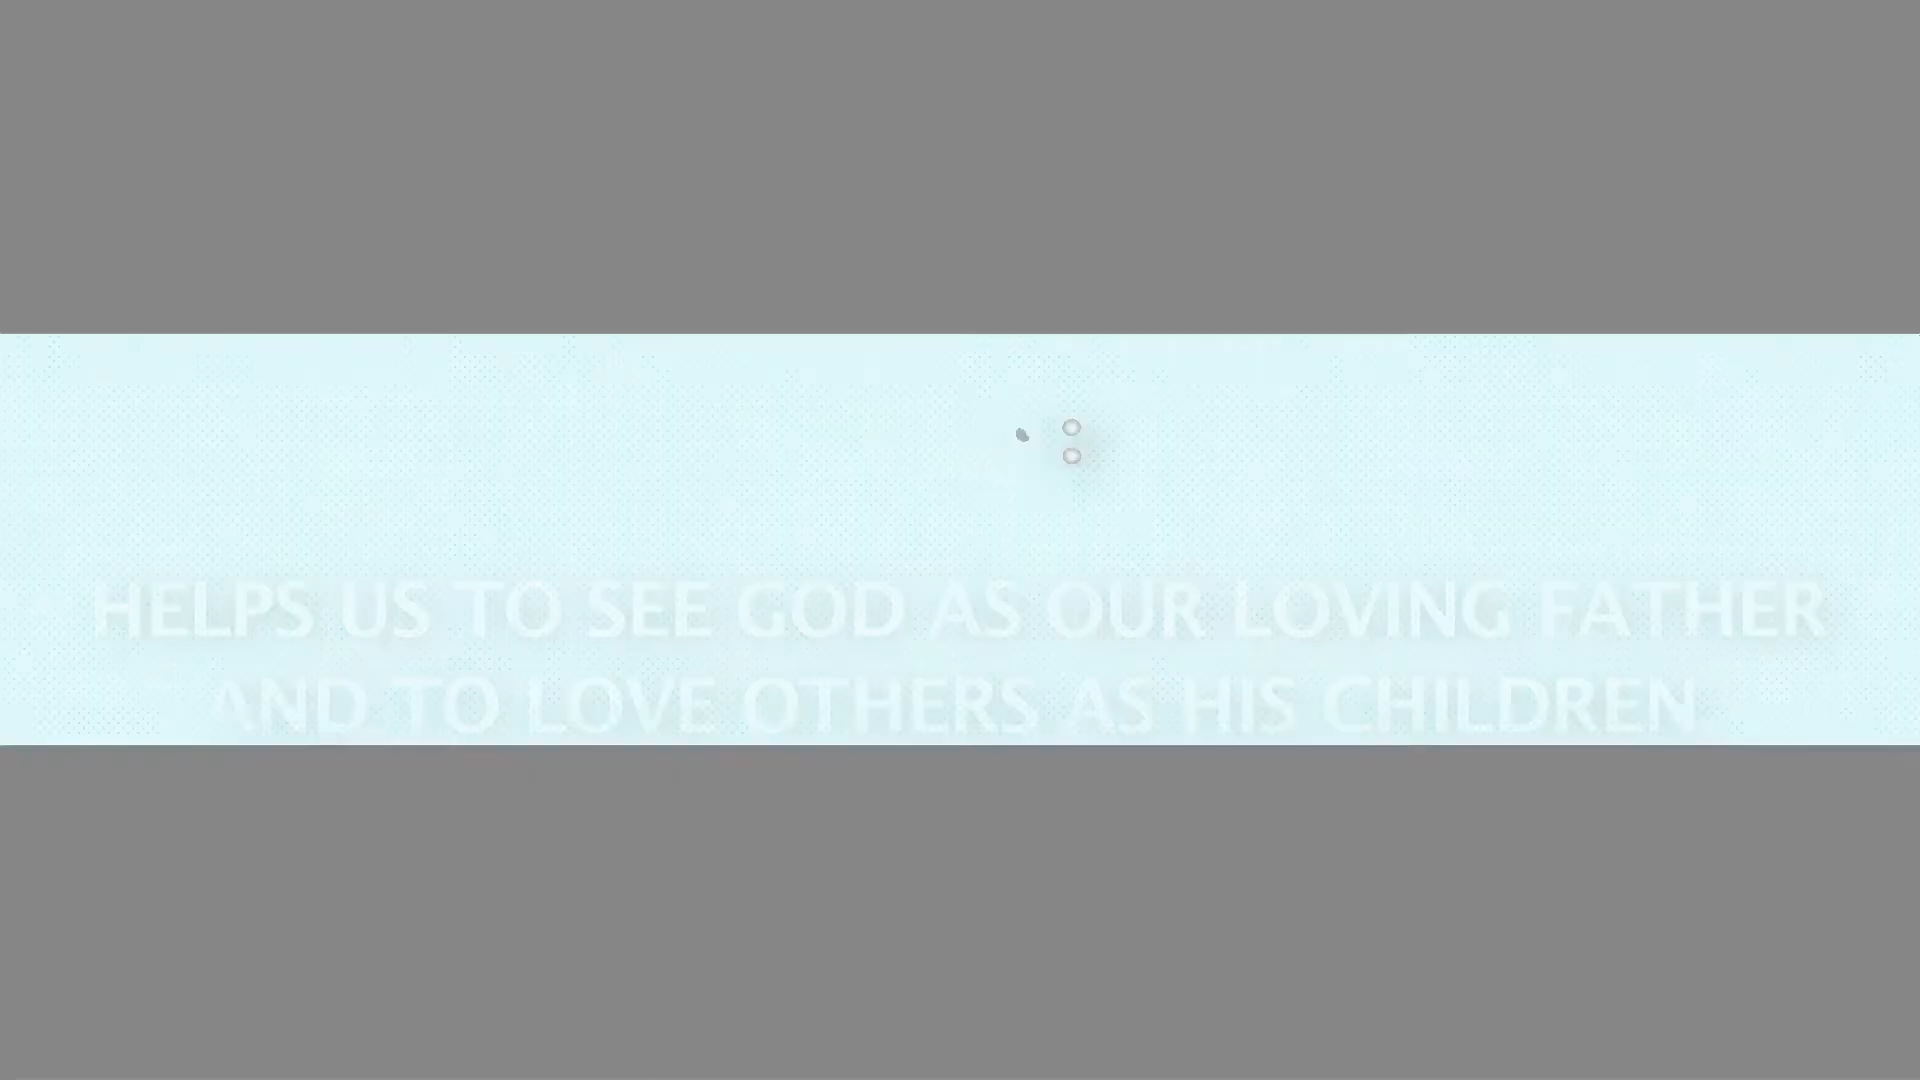 HELPS US TO SEE GOD AS OUR LOVING FATHER
AND TO LOVE OTHERS AS HIS CHILDREN